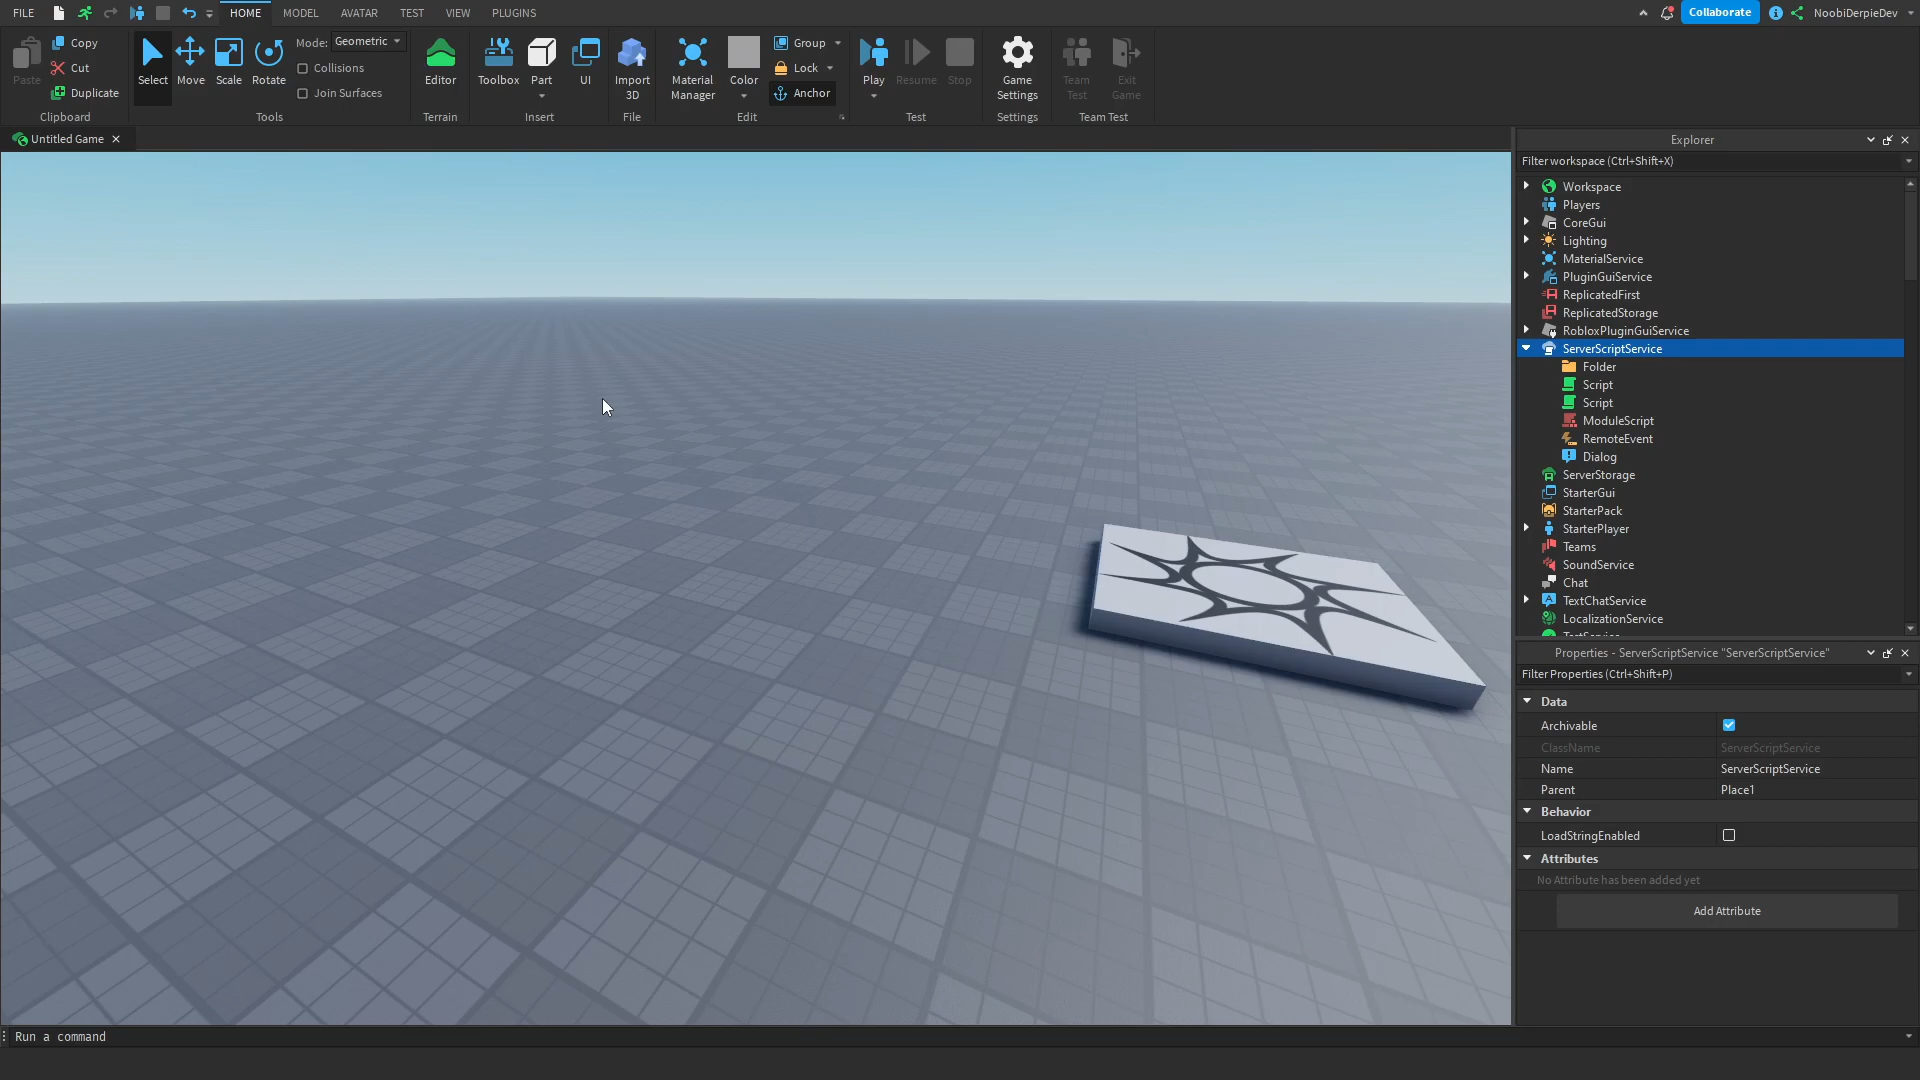 FILE
HOME
MODEL
AVATAR
TEST
VIEW
PLUGINS
Collaborate
NoobiDerpieDev
Paste
Copy
Cut
Duplicate
Clipboard
Select
Move
Scale
Rotate
Mode: Geometric
Collisions
Join Surfaces
Tools
Editor
Terrain
Toolbox
Part
UI
Insert
Import
3D
File
Material
Manager
Color
Group
Lock
Anchor
Edit
Play
Resume
Stop
Test
Game
Settings
Settings
Team
Test
Exit
Game
Team Test
Untitled Game
Explorer
Filter workspace (Ctrl+Shift+X)
Workspace
Players
CoreGui
Lighting
MaterialService
PluginGuiService
ReplicatedFirst
ReplicatedStorage
RobloxPluginGuiService
ServerScriptService
Folder
Script
Script
ModuleScript
RemoteEvent
Dialog
ServerStorage
StarterGui
StarterPack
StarterPlayer
Teams
SoundService
Chat
TextChatService
LocalizationService
Properties - ServerScriptService "ServerScriptService"
Filter Properties (Ctrl+Shift+P)
Data
Archivable
ClassName ServerScriptService
Name ServerScriptService
Parent Place1
Behavior
LoadStringEnabled
Attributes
No Attribute has been added yet
Add Attribute
Run a command